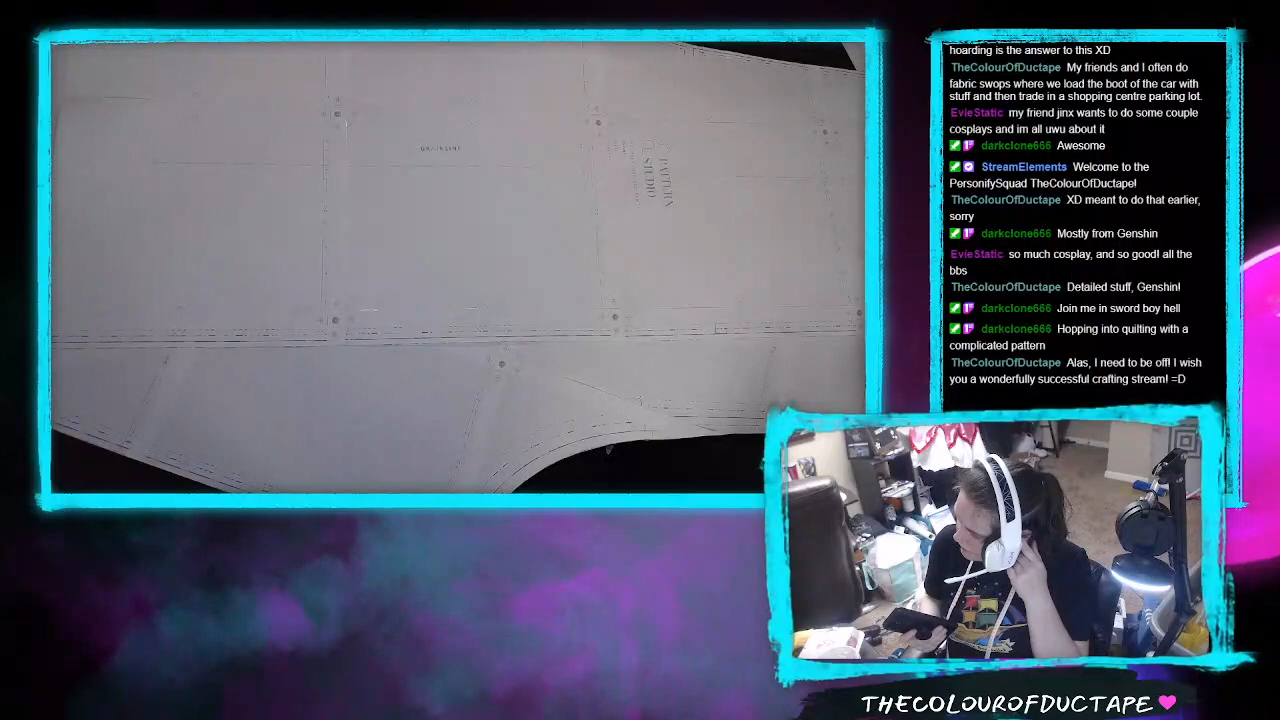 GRAINLINE
PATTERN
STUDIO
hoarding is the answer to this XD
TheColourOfDuctape My friends and I often do
fabric swops where we load the boot of the car with
stuff and then trade in a shopping centre parking lot.
EvieStatic my friend jinx wants to do some couple
cosplays and im all uwu about it
darkclone666 Awesome
StreamElements Welcome to the
PersonifySquad TheColourOfDuctape!
TheColourOfDuctape XD meant to do that earlier,
sorry
darkclone666 Mostly from Genshin
EvieStatic so much cosplay, and so good! all the
bbs
TheColourOfDuctape Detailed stuff, Genshin!
darkclone666 Join me in sword boy hell
darkclone666 Hopping into quilting with a
complicated pattern
TheColourOfDuctape Alas, I need to be off! I wish
you a wonderfully successful crafting stream! =D
THECOLOUROFDUCTAPE